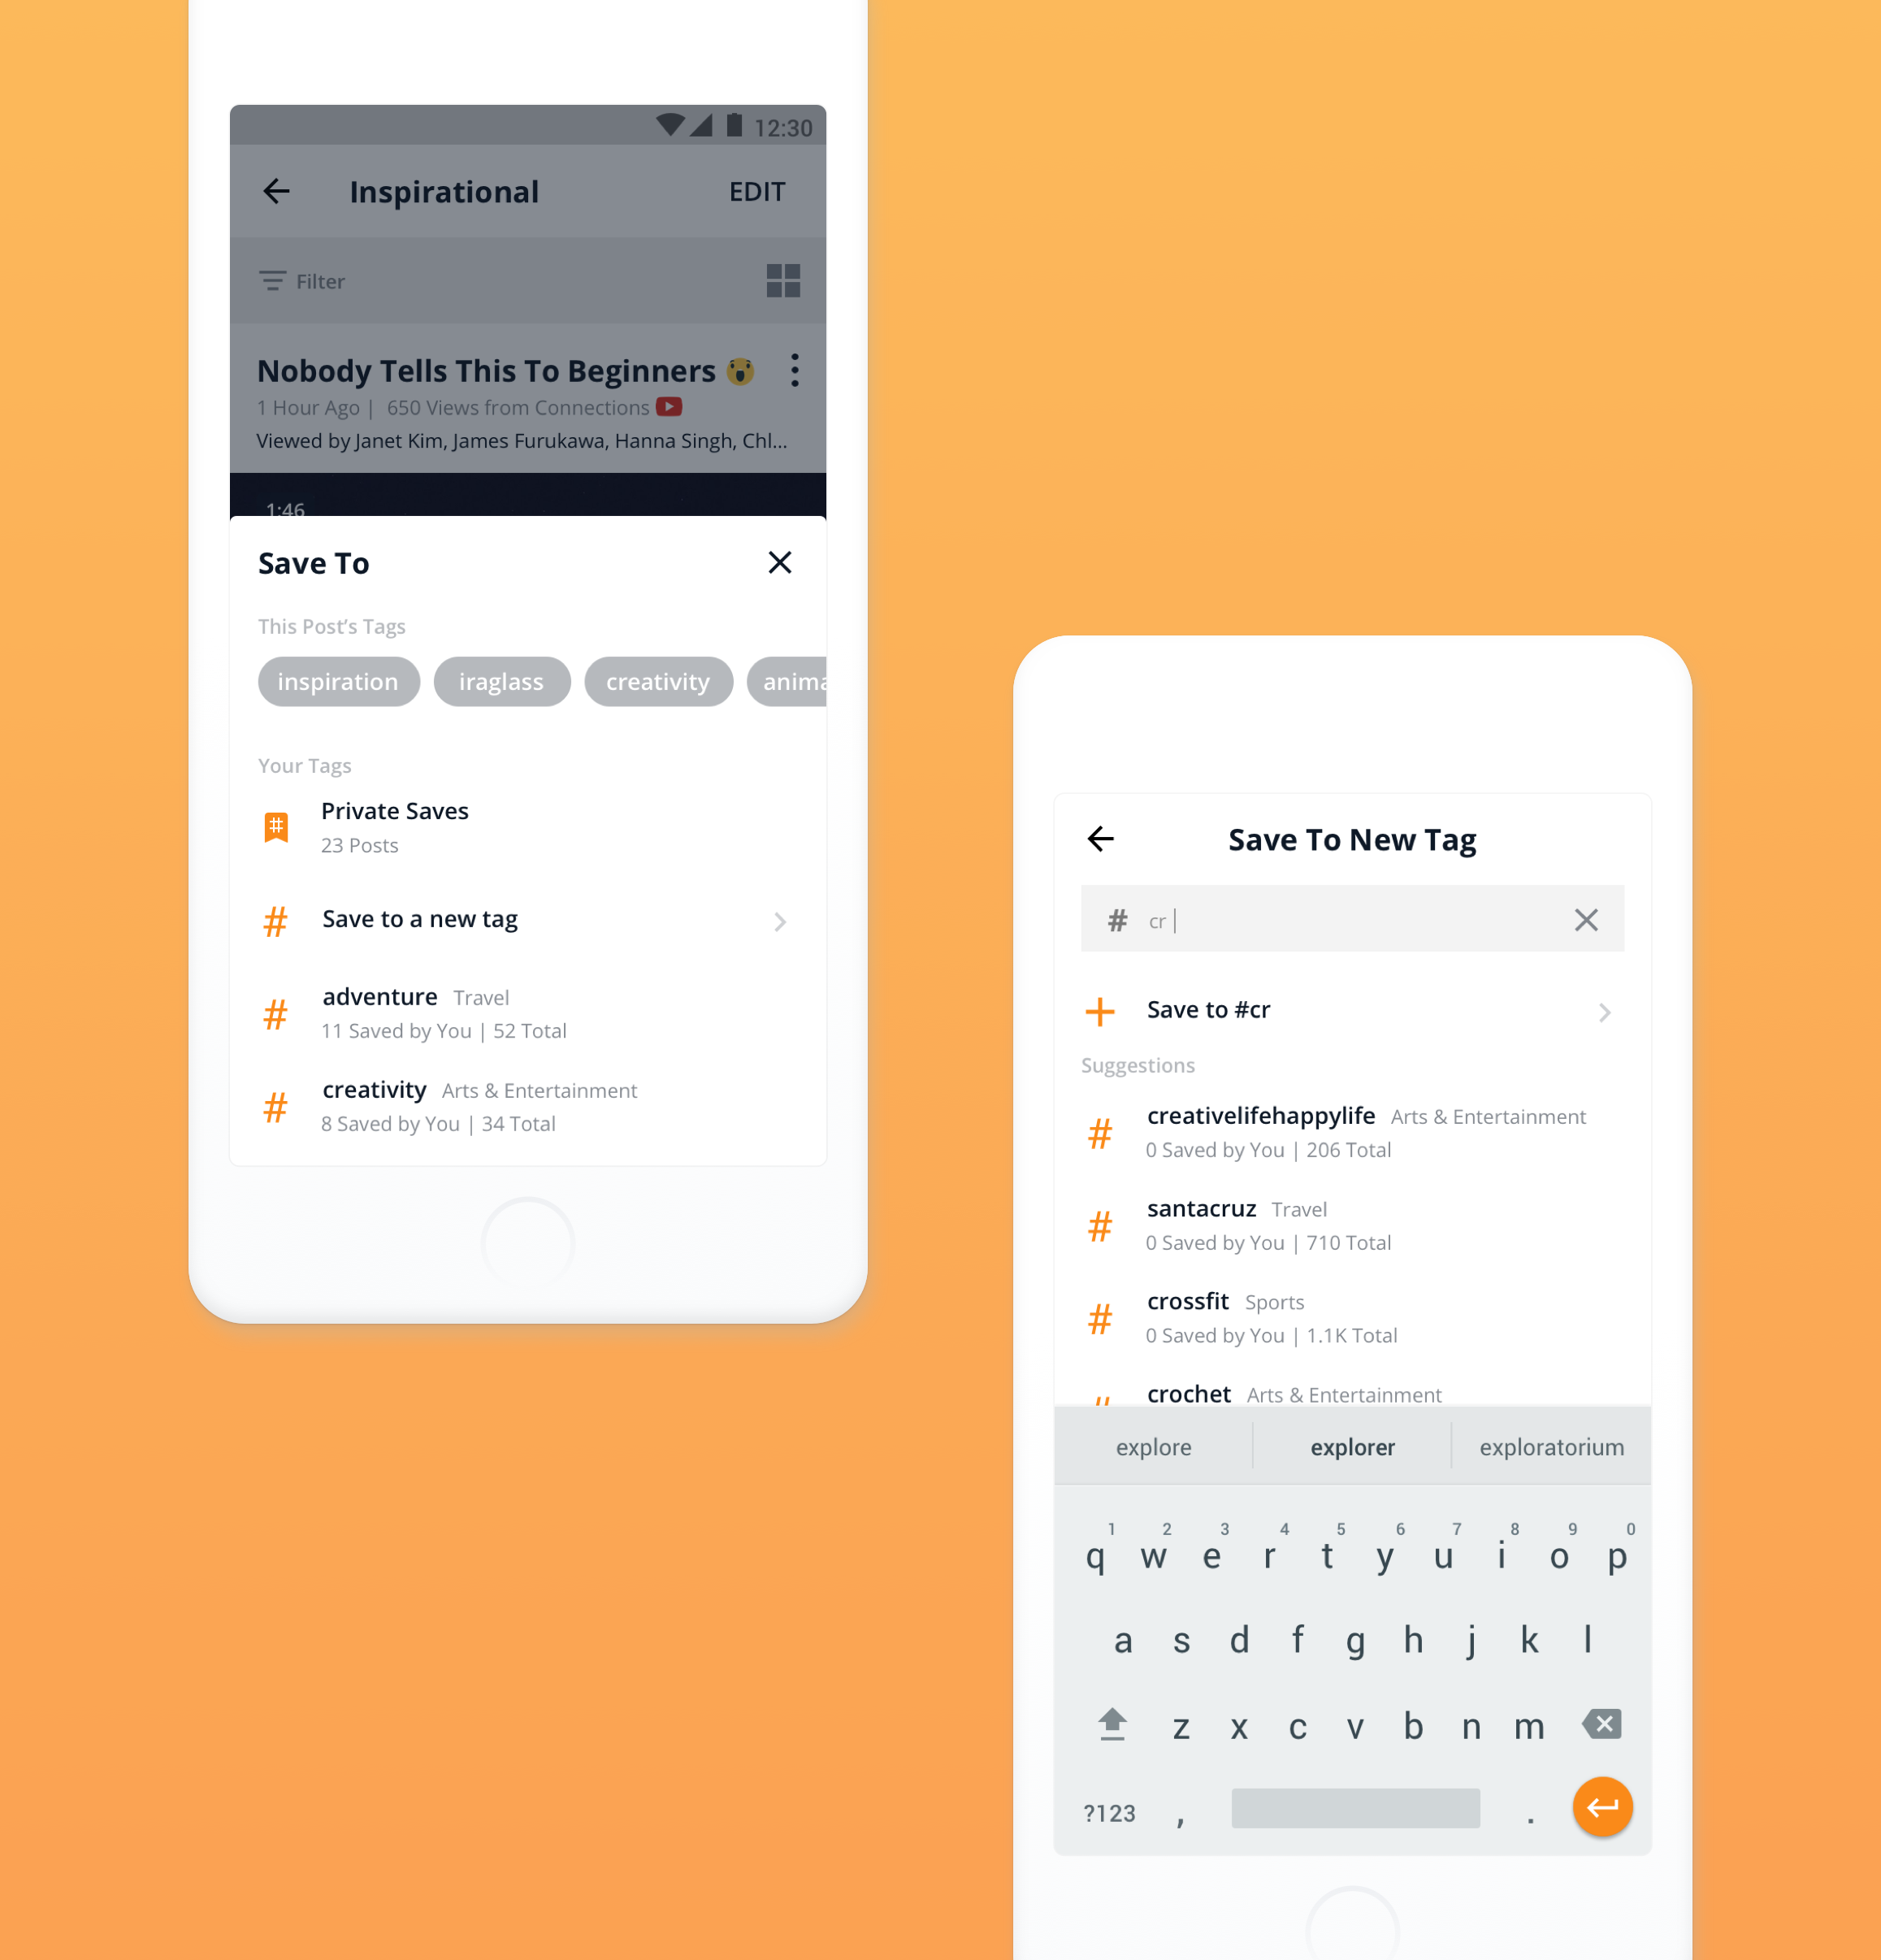 12:30
Inspirational EDIT
Filter
Nobody Tells This To Beginners
1 Hour Ago | 650 Views from Connections
Viewed by Janet Kim, James Furukawa, Hanna Singh, Chl...
1:46
Save To
This Post's Tags
inspiration iraglass creativity anima
Your Tags
Private Saves
23 Posts
# Save to a new tag
# adventure Travel
11 Saved by You | 52 Total
# creativity Arts & Entertainment
8 Saved by You | 34 Total
Save To New Tag
# cr
Save to #cr
Suggestions
# creativelifehappylife Arts & Entertainment
0 Saved by You | 206 Total
# santacruz Travel
0 Saved by You | 710 Total
# crossfit Sports
0 Saved by You | 1.1K Total
# crochet Arts & Entertainment
explore explorer exploratorium
1 2 3 4 5 6 7 8 9 0
q w e r t y u i o p
a s d f g h j k l
z x c v b n m
?123 , .